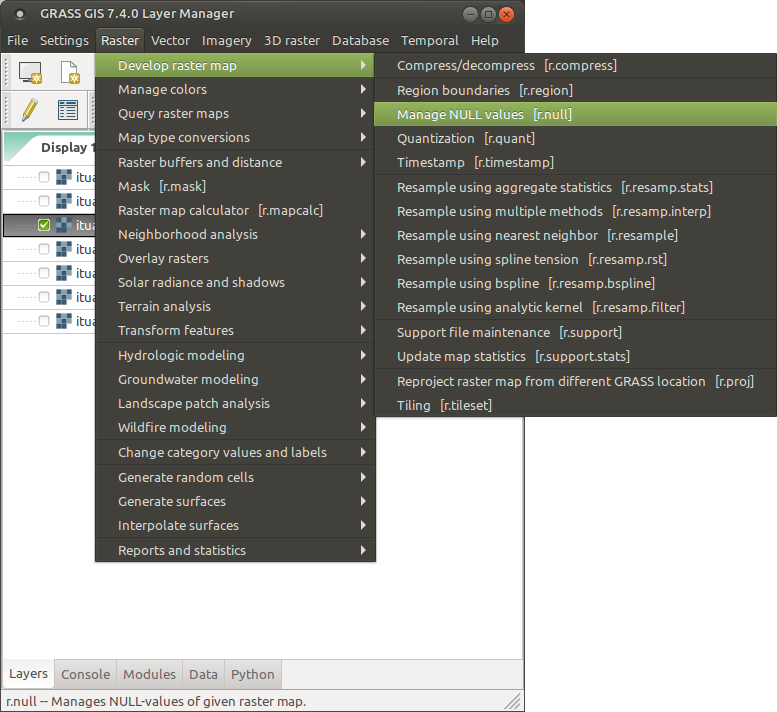 GRASS GIS 7.4.0 Layer Manager
File Settings Raster Vector Imagery 3D raster Database Temporal Help
Develop raster map
Manage colors
Query raster maps
Map type conversions
Raster buffers and distance
Mask [r.mask]
Raster map calculator [r.mapcalc]
Neighborhood analysis
Overlay rasters
Solar radiance and shadows
Terrain analysis
Transform features
Hydrologic modeling
Groundwater modeling
Landscape patch analysis
Wildfire modeling
Change category values and labels
Generate random cells
Generate surfaces
Interpolate surfaces
Reports and statistics
Compress/decompress [r.compress]
Region boundaries [r.region]
Manage NULL values [r.null]
Quantization [r.quant]
Timestamp [r.timestamp]
Resample using aggregate statistics [r.resamp.stats]
Resample using multiple methods [r.resamp.interp]
Resample using nearest neighbor [r.resample]
Resample using spline tension [r.resamp.rst]
Resample using bspline [r.resamp.bspline]
Resample using analytic kernel [r.resamp.filter]
Support file maintenance [r.support]
Update map statistics [r.support.stats]
Reproject raster map from different GRASS location [r.proj]
Tiling [r.tileset]
Display 1
itua
itua
itua
itua
itua
itua
itua
Layers Console Modules Data Python
r.null -- Manages NULL-values of given raster map.